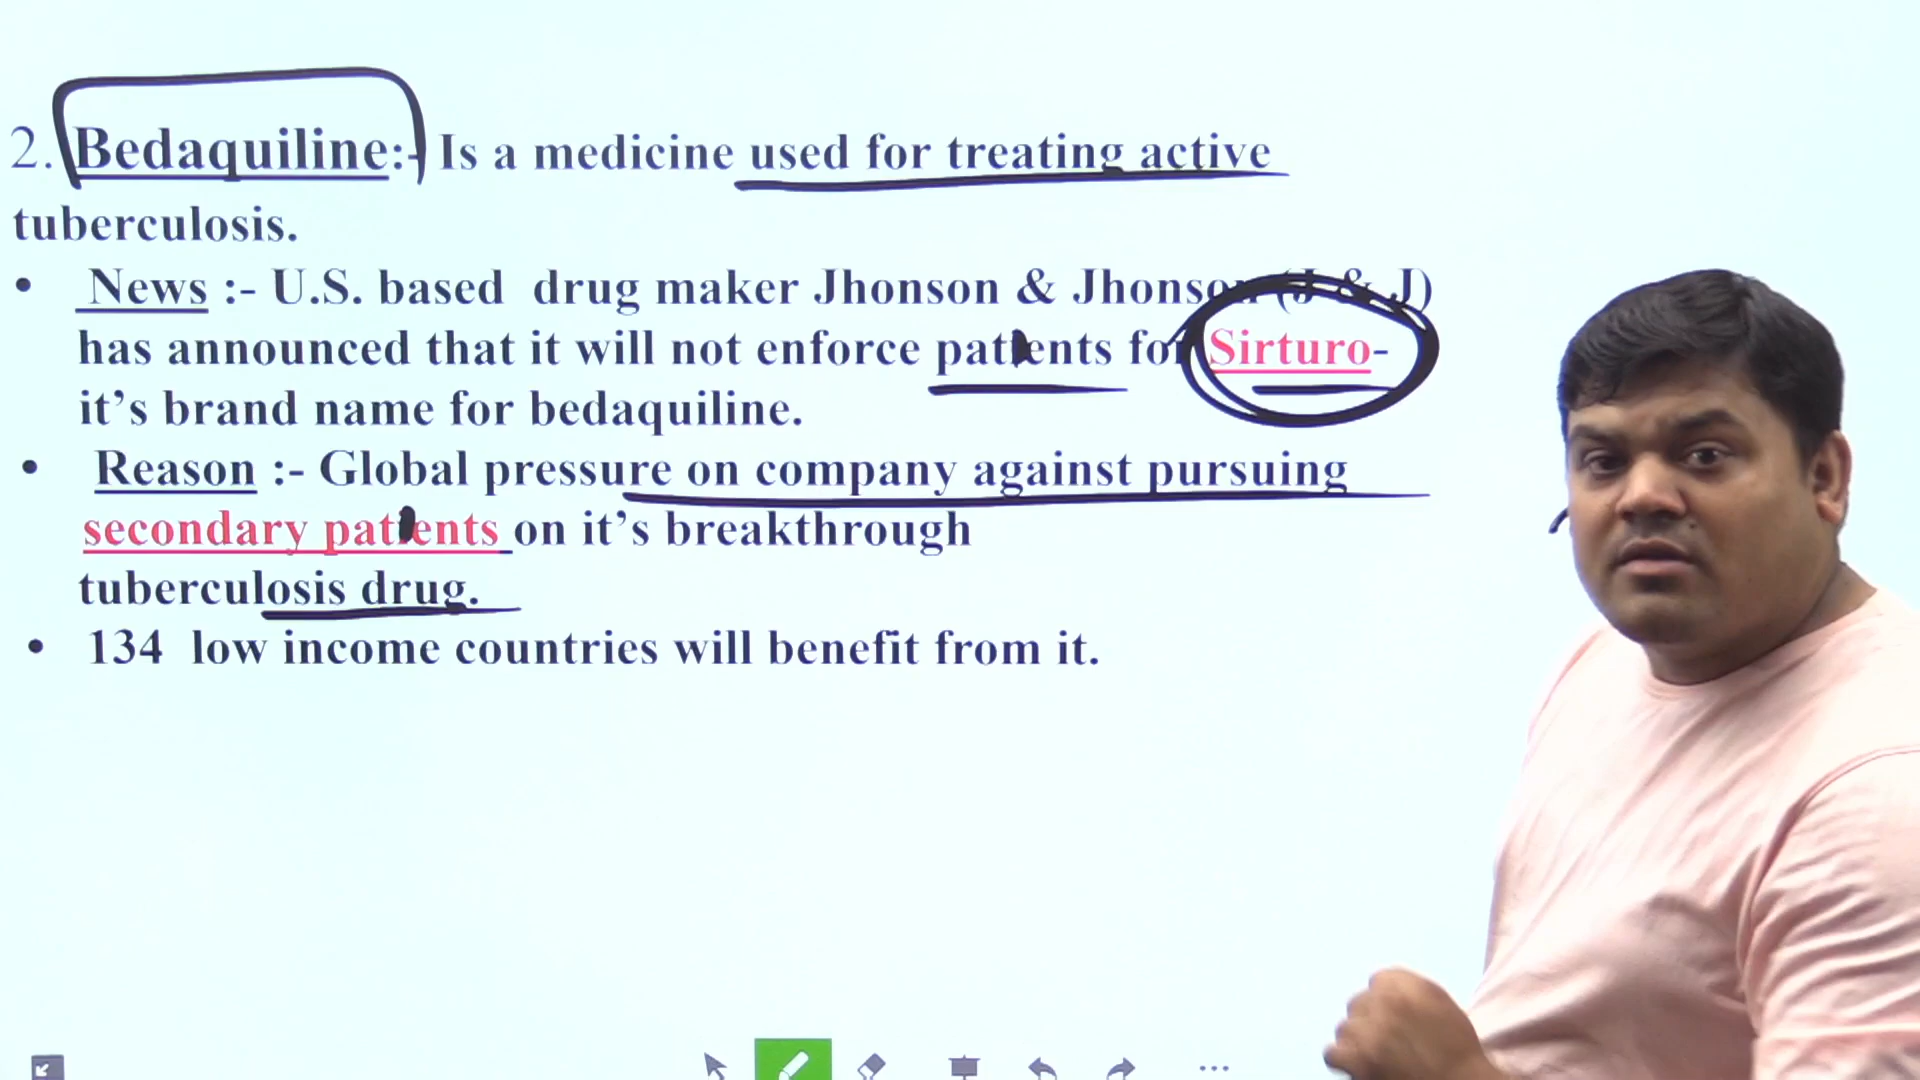 2. Bedaquiline:- Is a medicine used for treating active
tuberculosis.
• News :- U.S. based drug maker Jhonson & Jhonson (J & J)
has announced that it will not enforce patients for Sirturo-
it’s brand name for bedaquiline.
• Reason :- Global pressure on company against pursuing
secondary patients on it’s breakthrough
tuberculosis drug.
• 134 low income countries will benefit from it.